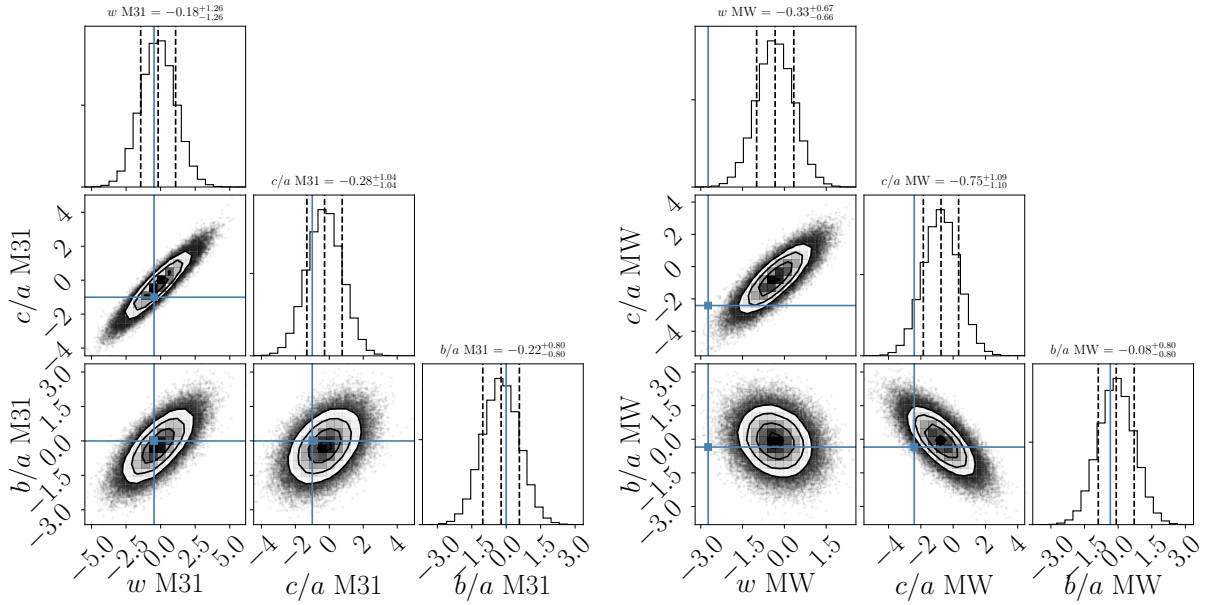 w M31 = −0.18+1.26 −1.26
c/a M31 = −0.28+1.04 −1.04
b/a M31 = −0.22+0.80 −0.80
c/a M31
4
2
0
−2
−4
b/a M31
3.0
1.5
0.0
−1.5
−3.0
−5.0 −2.5 0.0 2.5 5.0
w M31
−4 −2 0 2 4
c/a M31
−3.0 −1.5 0.0 1.5 3.0
b/a M31
w MW = −0.33+0.67 −0.66
c/a MW = −0.75+1.09 −1.10
b/a MW = −0.08+0.80 −0.80
c/a MW
4
2
0
−2
−4
b/a MW
3.0
1.5
0.0
−1.5
−3.0
−3.0 −1.5 0.0 1.5
w MW
−4 −2 0 2 4
c/a MW
−3.0 −1.5 0.0 1.5 3.0
b/a MW